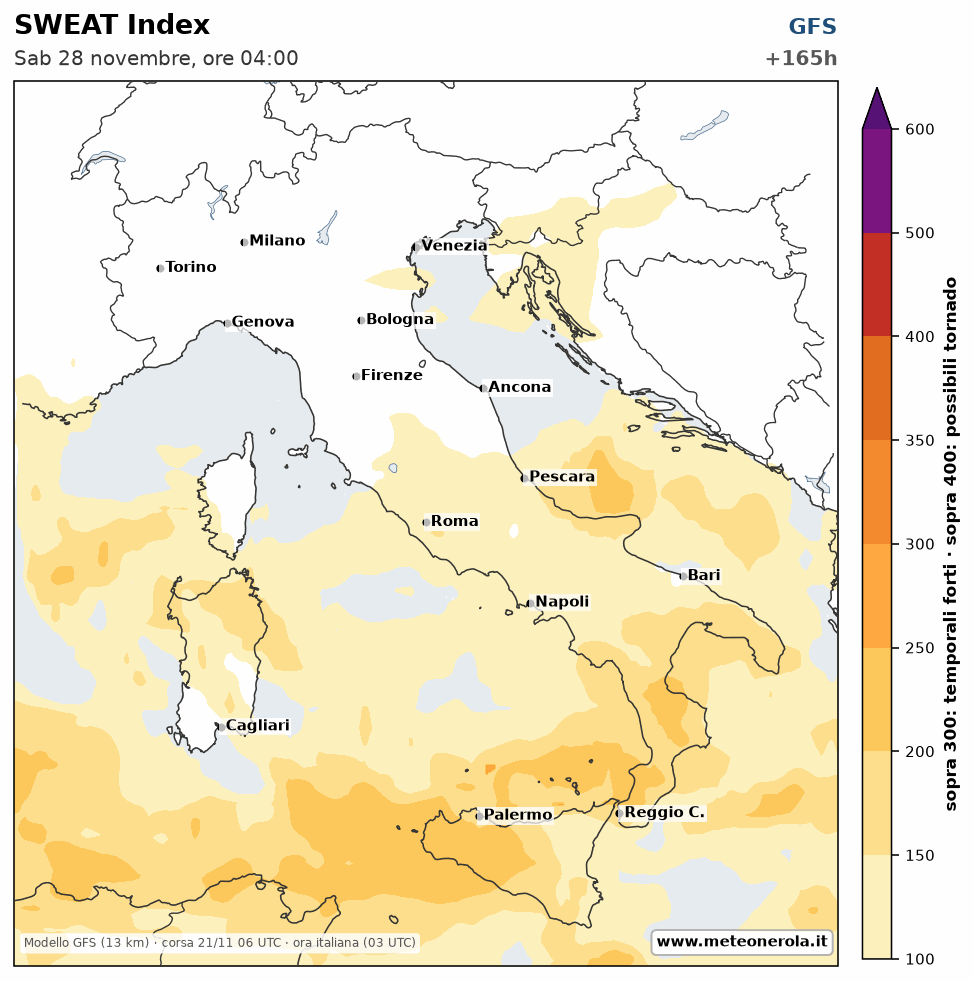 SWEAT Index
GFS
Sab 28 novembre, ore 04:00
+165h
600
500
400
350
300
250
200
150
100
sopra 300: temporali forti · sopra 400: possibili tornado
Venezia
Milano
Torino
Bologna
Genova
Firenze
Ancona
Pescara
Roma
Bari
Napoli
Cagliari
Palermo
Reggio C.
Modello GFS (13 km) · corsa 21/11 06 UTC · ora italiana (03 UTC)
www.meteonerola.it